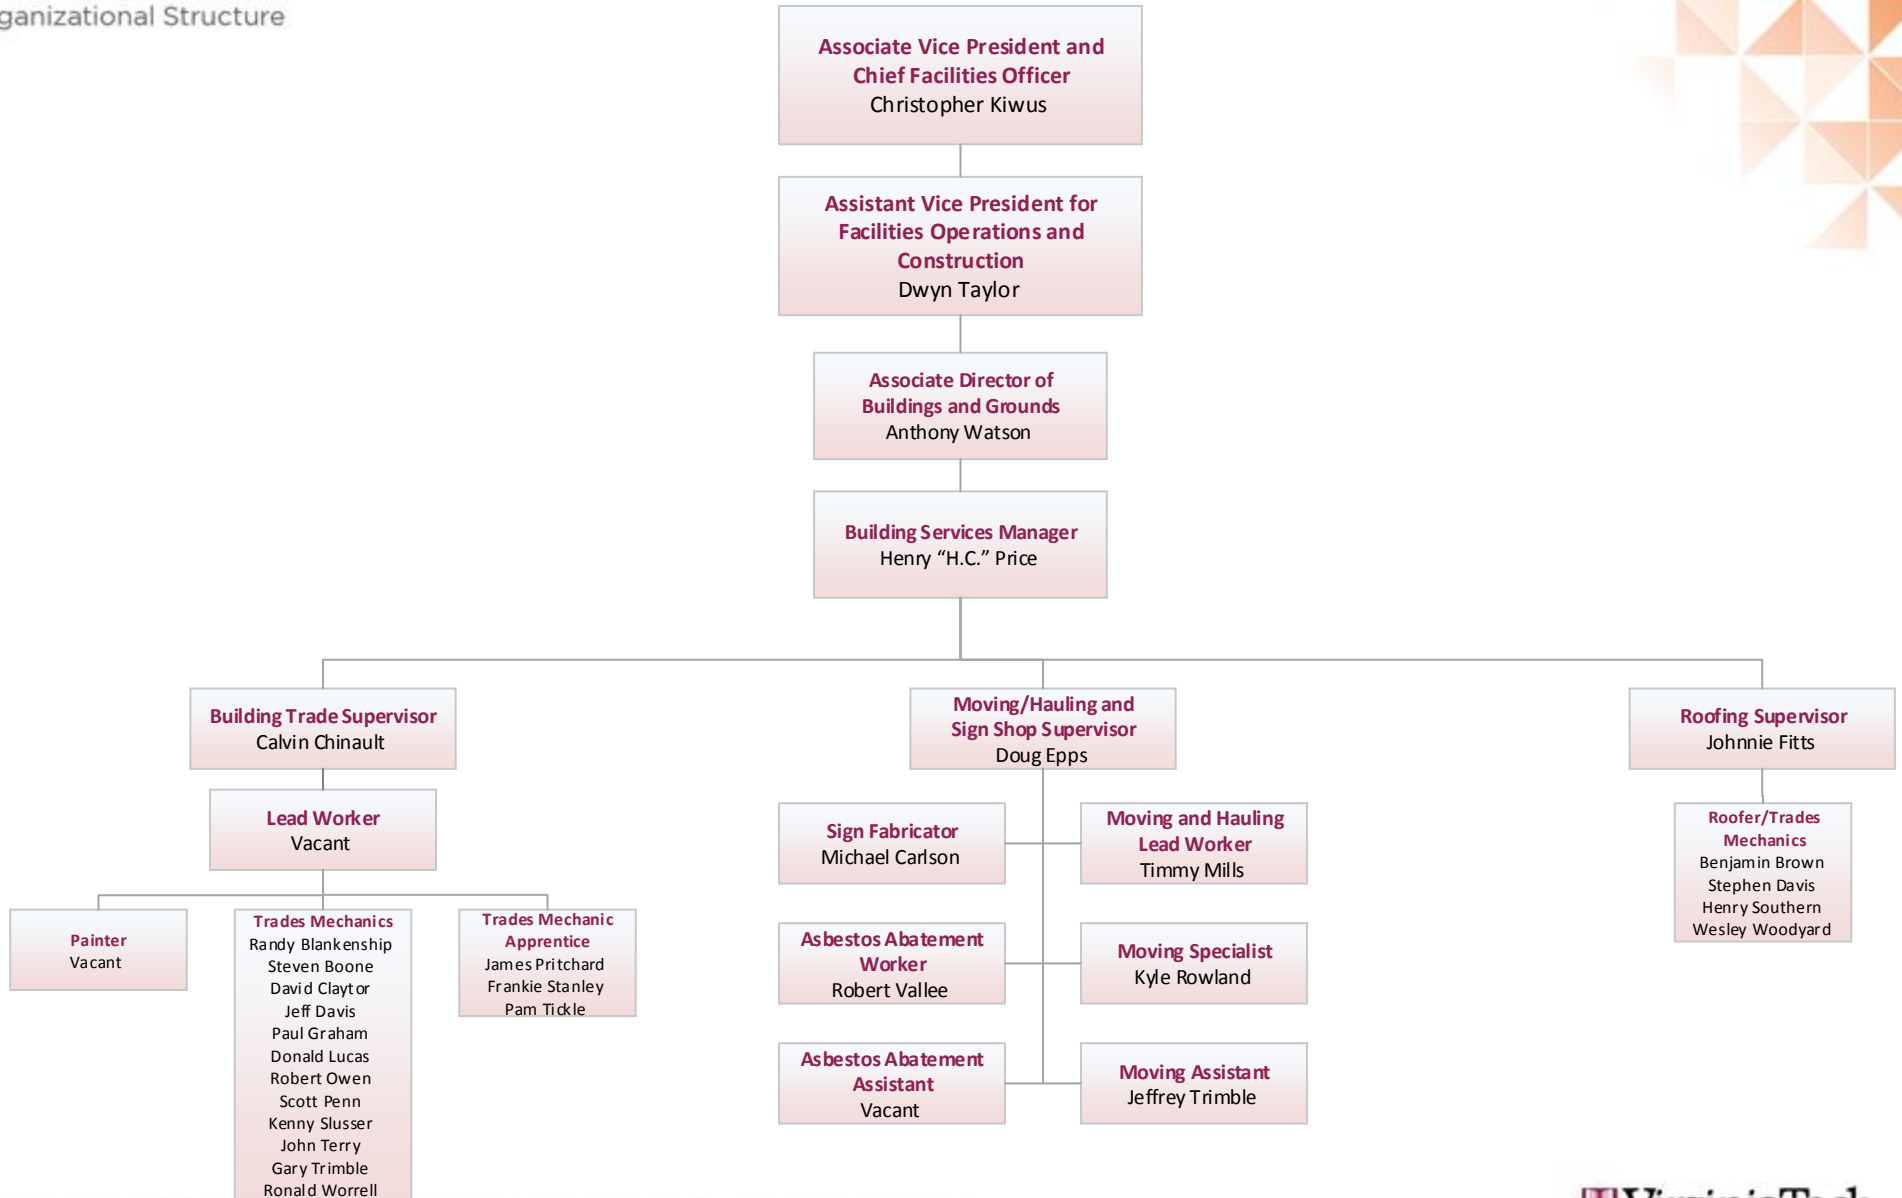 ganizational Structure
Associate Vice President and
Chief Facilities Officer
Christopher Kiwus
Assistant Vice President for
Facilities Operations and
Construction
Dwyn Taylor
Associate Director of
Buildings and Grounds
Anthony Watson
Building Services Manager
Henry “H.C.” Price
Building Trade Supervisor
Calvin Chinault
Moving/Hauling and
Sign Shop Supervisor
Doug Epps
Roofing Supervisor
Johnnie Fitts
Lead Worker
Vacant
Sign Fabricator
Michael Carlson
Moving and Hauling
Lead Worker
Timmy Mills
Roofer/Trades
Mechanics
Benjamin Brown
Stephen Davis
Henry Southern
Wesley Woodyard
Painter
Vacant
Trades Mechanics
Randy Blankenship
Steven Boone
David Claytor
Jeff Davis
Paul Graham
Donald Lucas
Robert Owen
Scott Penn
Kenny Slusser
John Terry
Gary Trimble
Ronald Worrell
Trades Mechanic
Apprentice
James Pritchard
Frankie Stanley
Pam Tickle
Asbestos Abatement
Worker
Robert Vallee
Moving Specialist
Kyle Rowland
Asbestos Abatement
Assistant
Vacant
Moving Assistant
Jeffrey Trimble
VirginiaTech